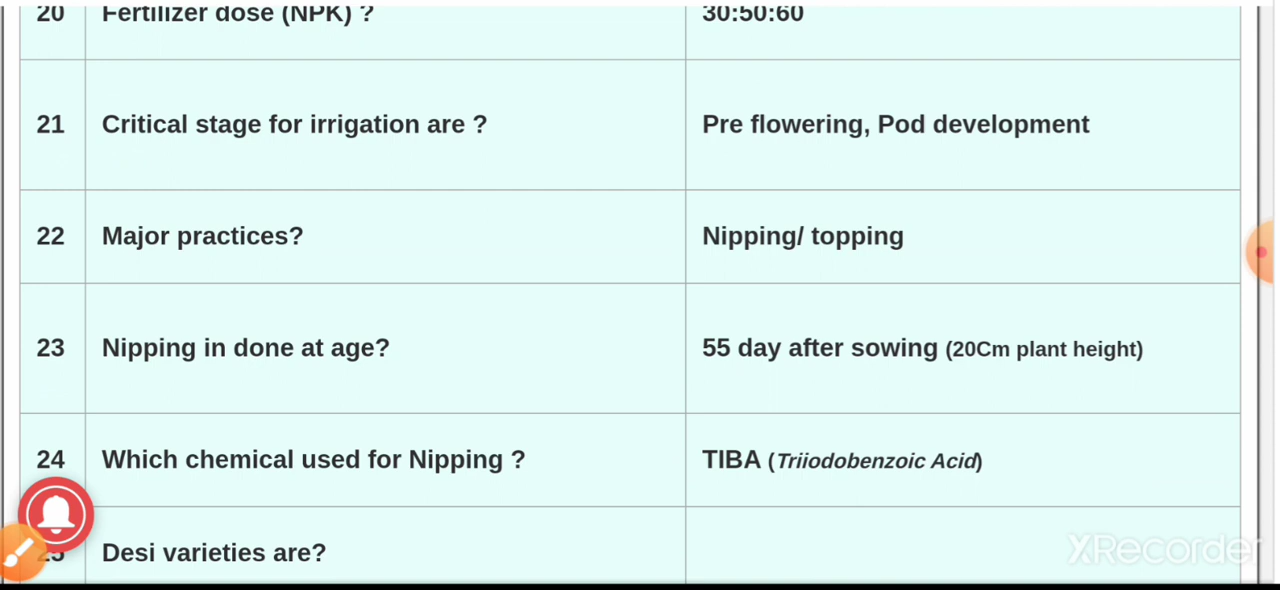 20 Fertilizer dose (NPK) ? 30:50:60
21 Critical stage for irrigation are ? Pre flowering, Pod development
22 Major practices? Nipping/ topping
23 Nipping in done at age? 55 day after sowing (20Cm plant height)
24 Which chemical used for Nipping ? TIBA (Triiodobenzoic Acid)
25 Desi varieties are?
XRecorder